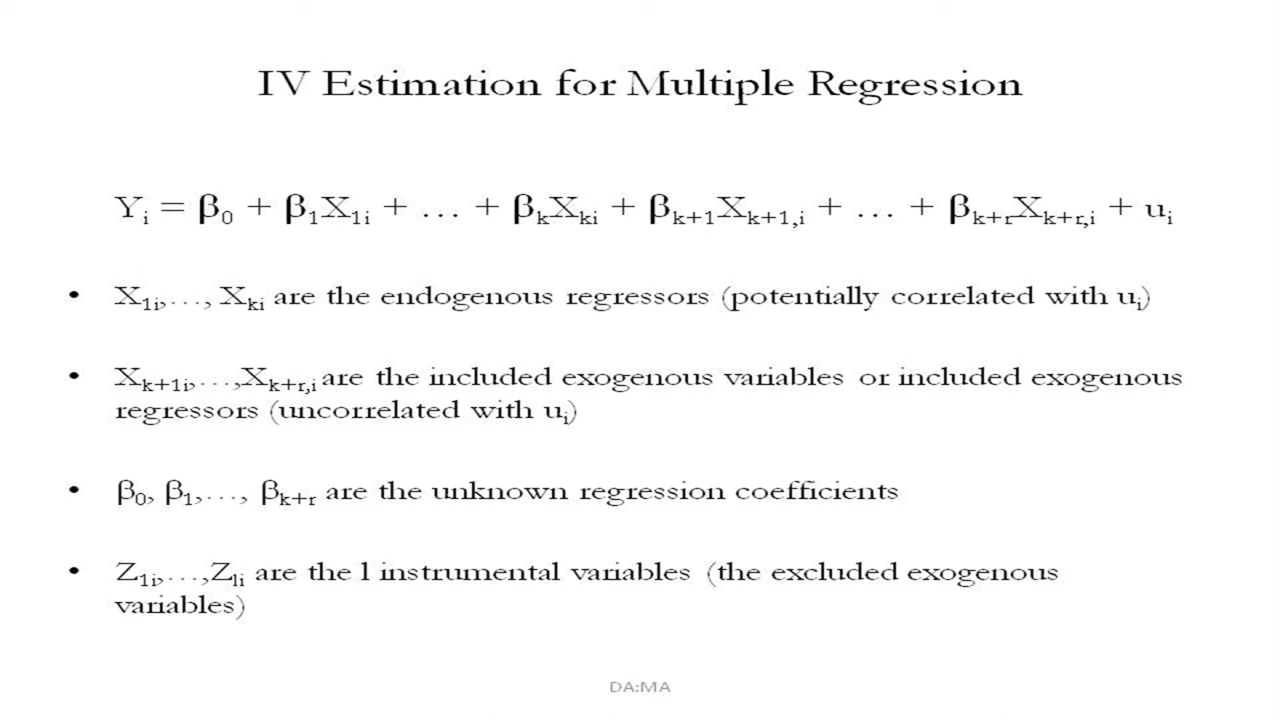 IV Estimation for Multiple Regression
Yᵢ = β₀ + β₁X₁ᵢ + … + βₖXₖᵢ + βₖ₊₁Xₖ₊₁,ᵢ + … + βₖ₊ᵣXₖ₊ᵣ,ᵢ + uᵢ
• X₁ᵢ,…, Xₖᵢ are the endogenous regressors (potentially correlated with uᵢ)
• Xₖ₊₁ᵢ,…,Xₖ₊ᵣ,ᵢ are the included exogenous variables or included exogenous
regressors (uncorrelated with uᵢ)
• β₀, β₁,…, βₖ₊ᵣ are the unknown regression coefficients
• Z₁ᵢ,…,Zₗᵢ are the l instrumental variables (the excluded exogenous
variables)
DA:MA